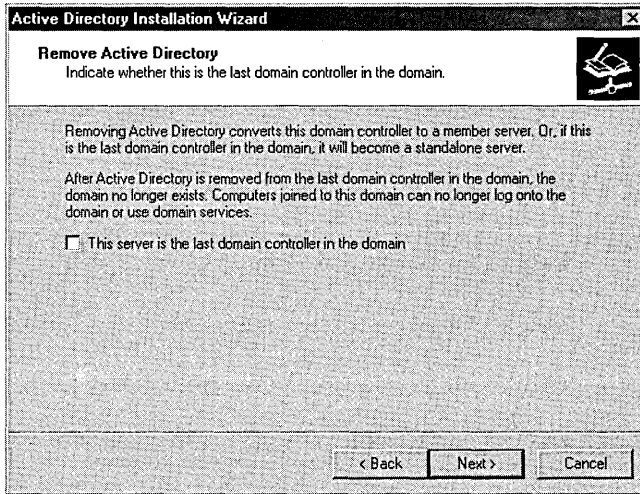 Active Directory Installation Wizard
Remove Active Directory
Indicate whether this is the last domain controller in the domain.
Removing Active Directory converts this domain controller to a member server. Or, if this
is the last domain controller in the domain, it will become a standalone server.
After Active Directory is removed from the last domain controller in the domain, the
domain no longer exists. Computers joined to this domain can no longer log onto the
domain or use domain services.
This server is the last domain controller in the domain
< Back Next > Cancel